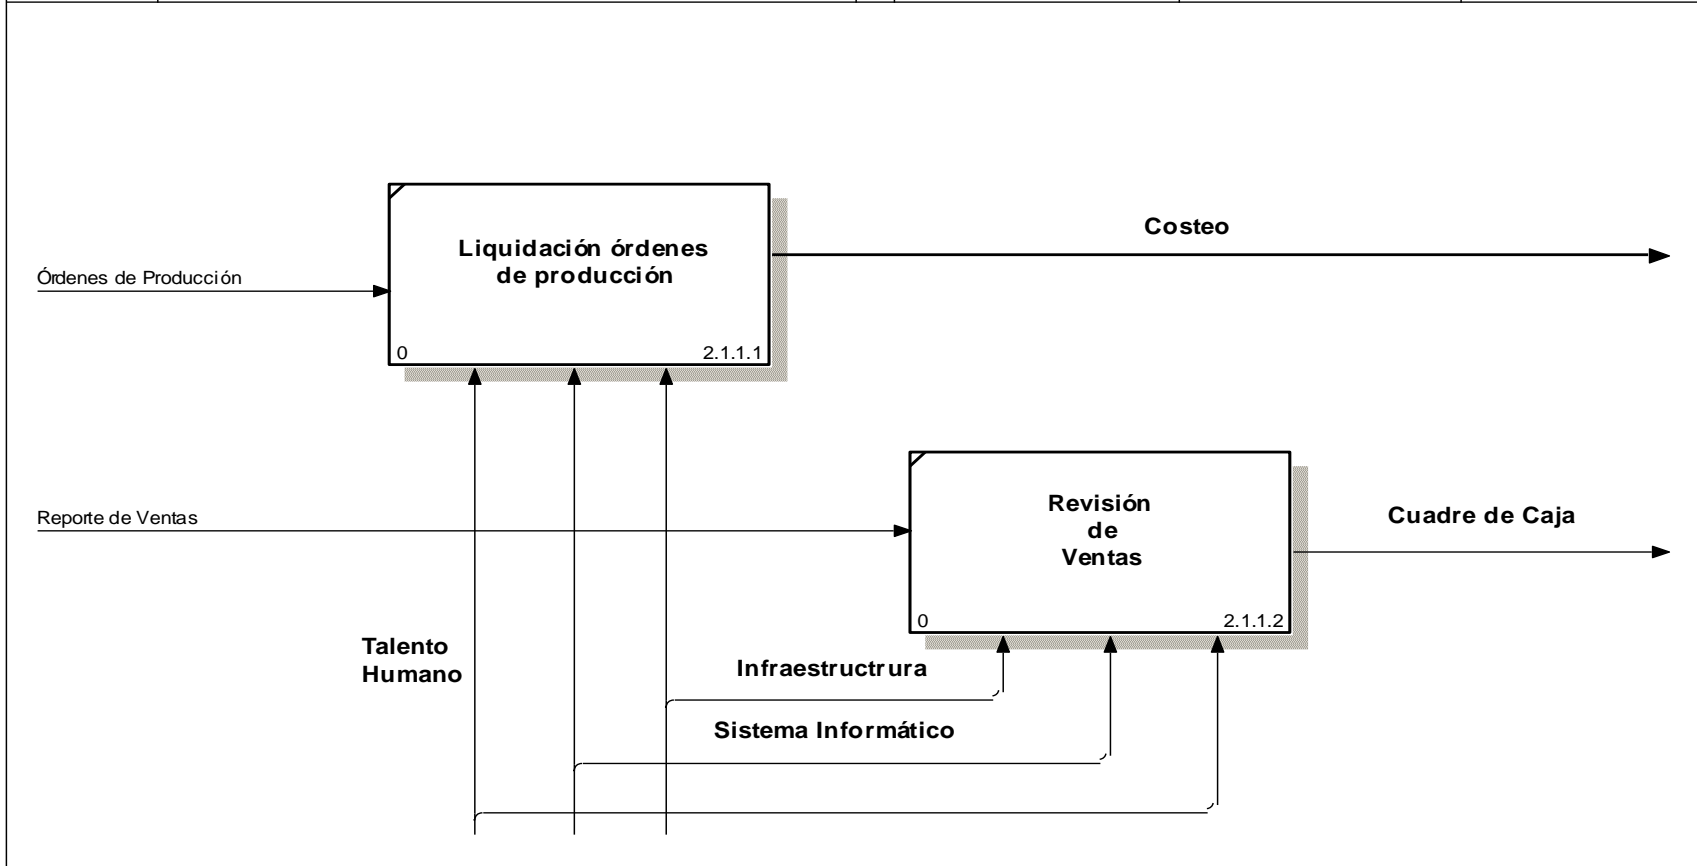 Costeo
Liquidación órdenes
de producción
Órdenes de Producción
0
2.1.1.1
Revisión
de
Ventas
Cuadre de Caja
Reporte de Ventas
0
2.1.1.2
Talento
Humano
Infraestructrura
Sistema Informático